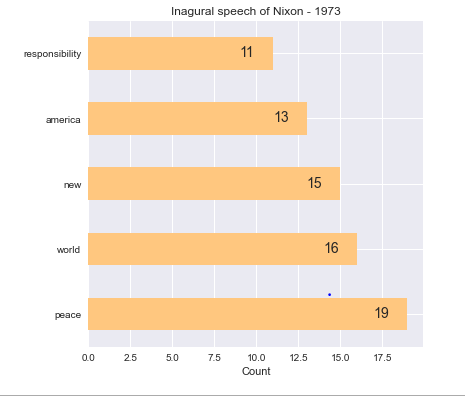 Inagural speech of Nixon - 1973
responsibility
11
america
13
new
15
world
16
peace
19
0.0 2.5 5.0 7.5 10.0 12.5 15.0 17.5
Count